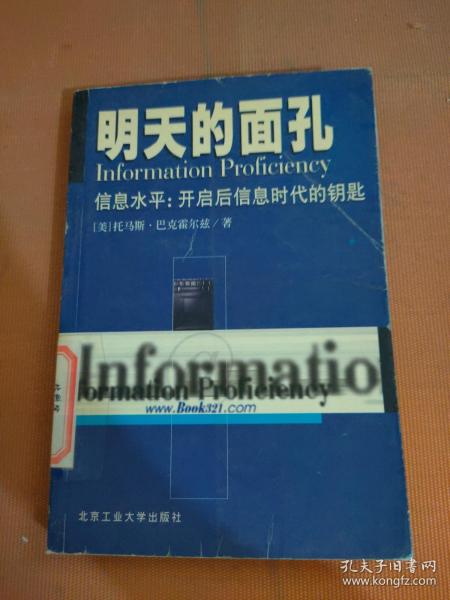 明天的面孔
Information Proficiency
信息水平：开启后信息时代的钥匙
[美]托马斯·巴克霍尔兹/著
Informatio
ormation Proficiency
www.Book321.com
北京工业大学出版社
孔夫子旧书网
www.kongfz.com